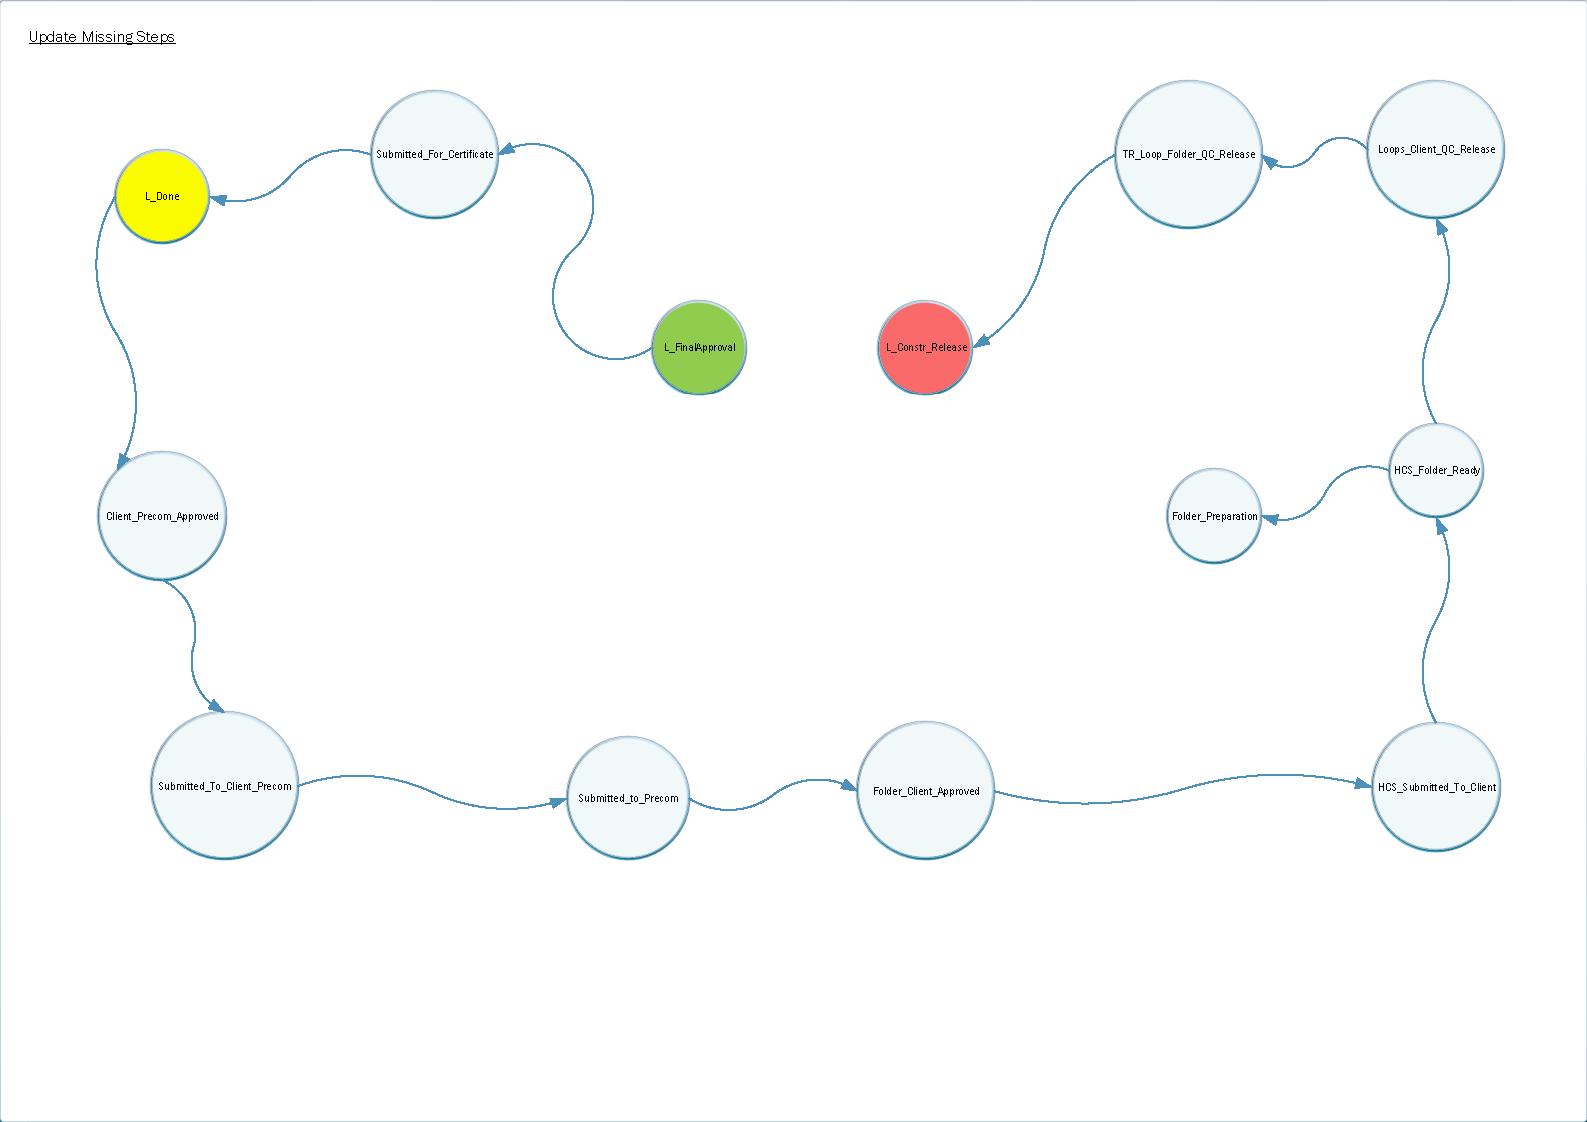 Update Missing Steps
Submitted_For_Certificate
TR_Loop_Folder_QC_Release
Loops_Client_QC_Release
L_Done
L_FinalApproval
L_Constr_Release
HCS_Folder_Ready
Client_Precom_Approved
Folder_Preparation
Submitted_To_Client_Precom
Submitted_to_Precom
Folder_Client_Approved
HCS_Submitted_To_Client